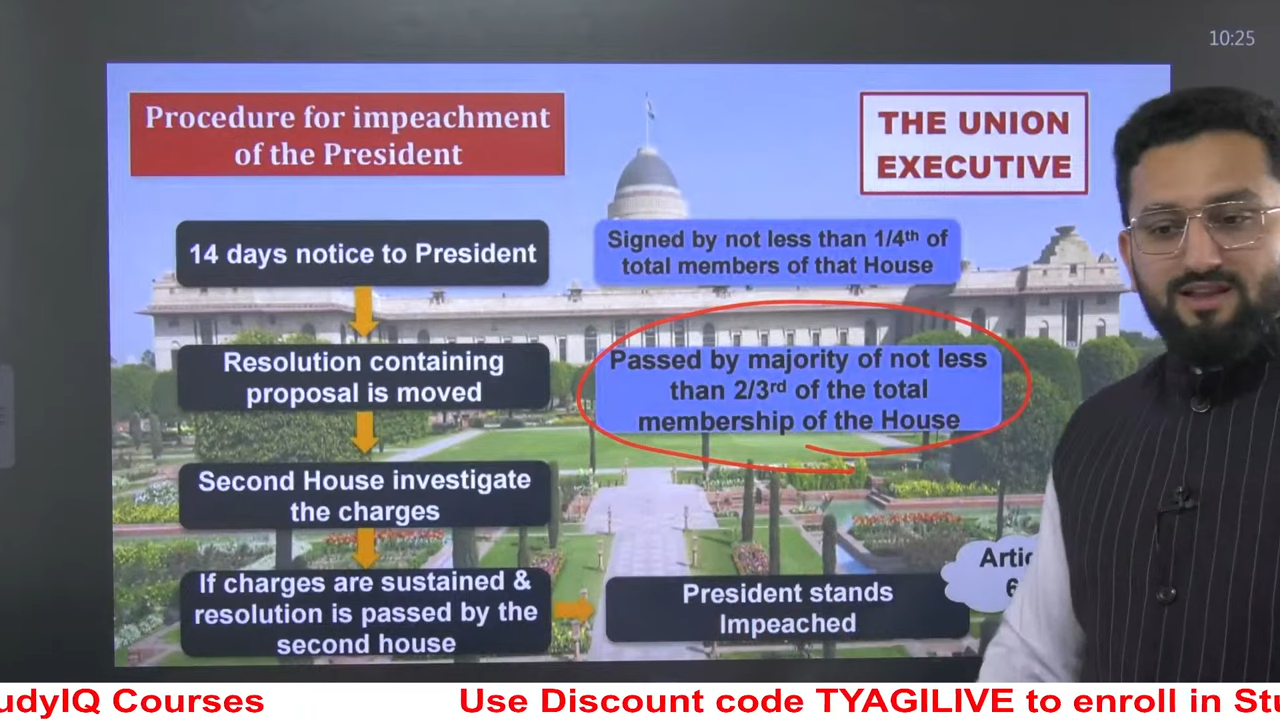 10:25
Procedure for impeachment
of the President
THE UNION
EXECUTIVE
14 days notice to President
Signed by not less than 1/4th of
total members of that House
Resolution containing
proposal is moved
Passed by majority of not less
than 2/3rd of the total
membership of the House
Second House investigate
the charges
If charges are sustained &
resolution is passed by the
second house
President stands
Impeached
Artic
6
udyIQ Courses
Use Discount code TYAGILIVE to enroll in Stu